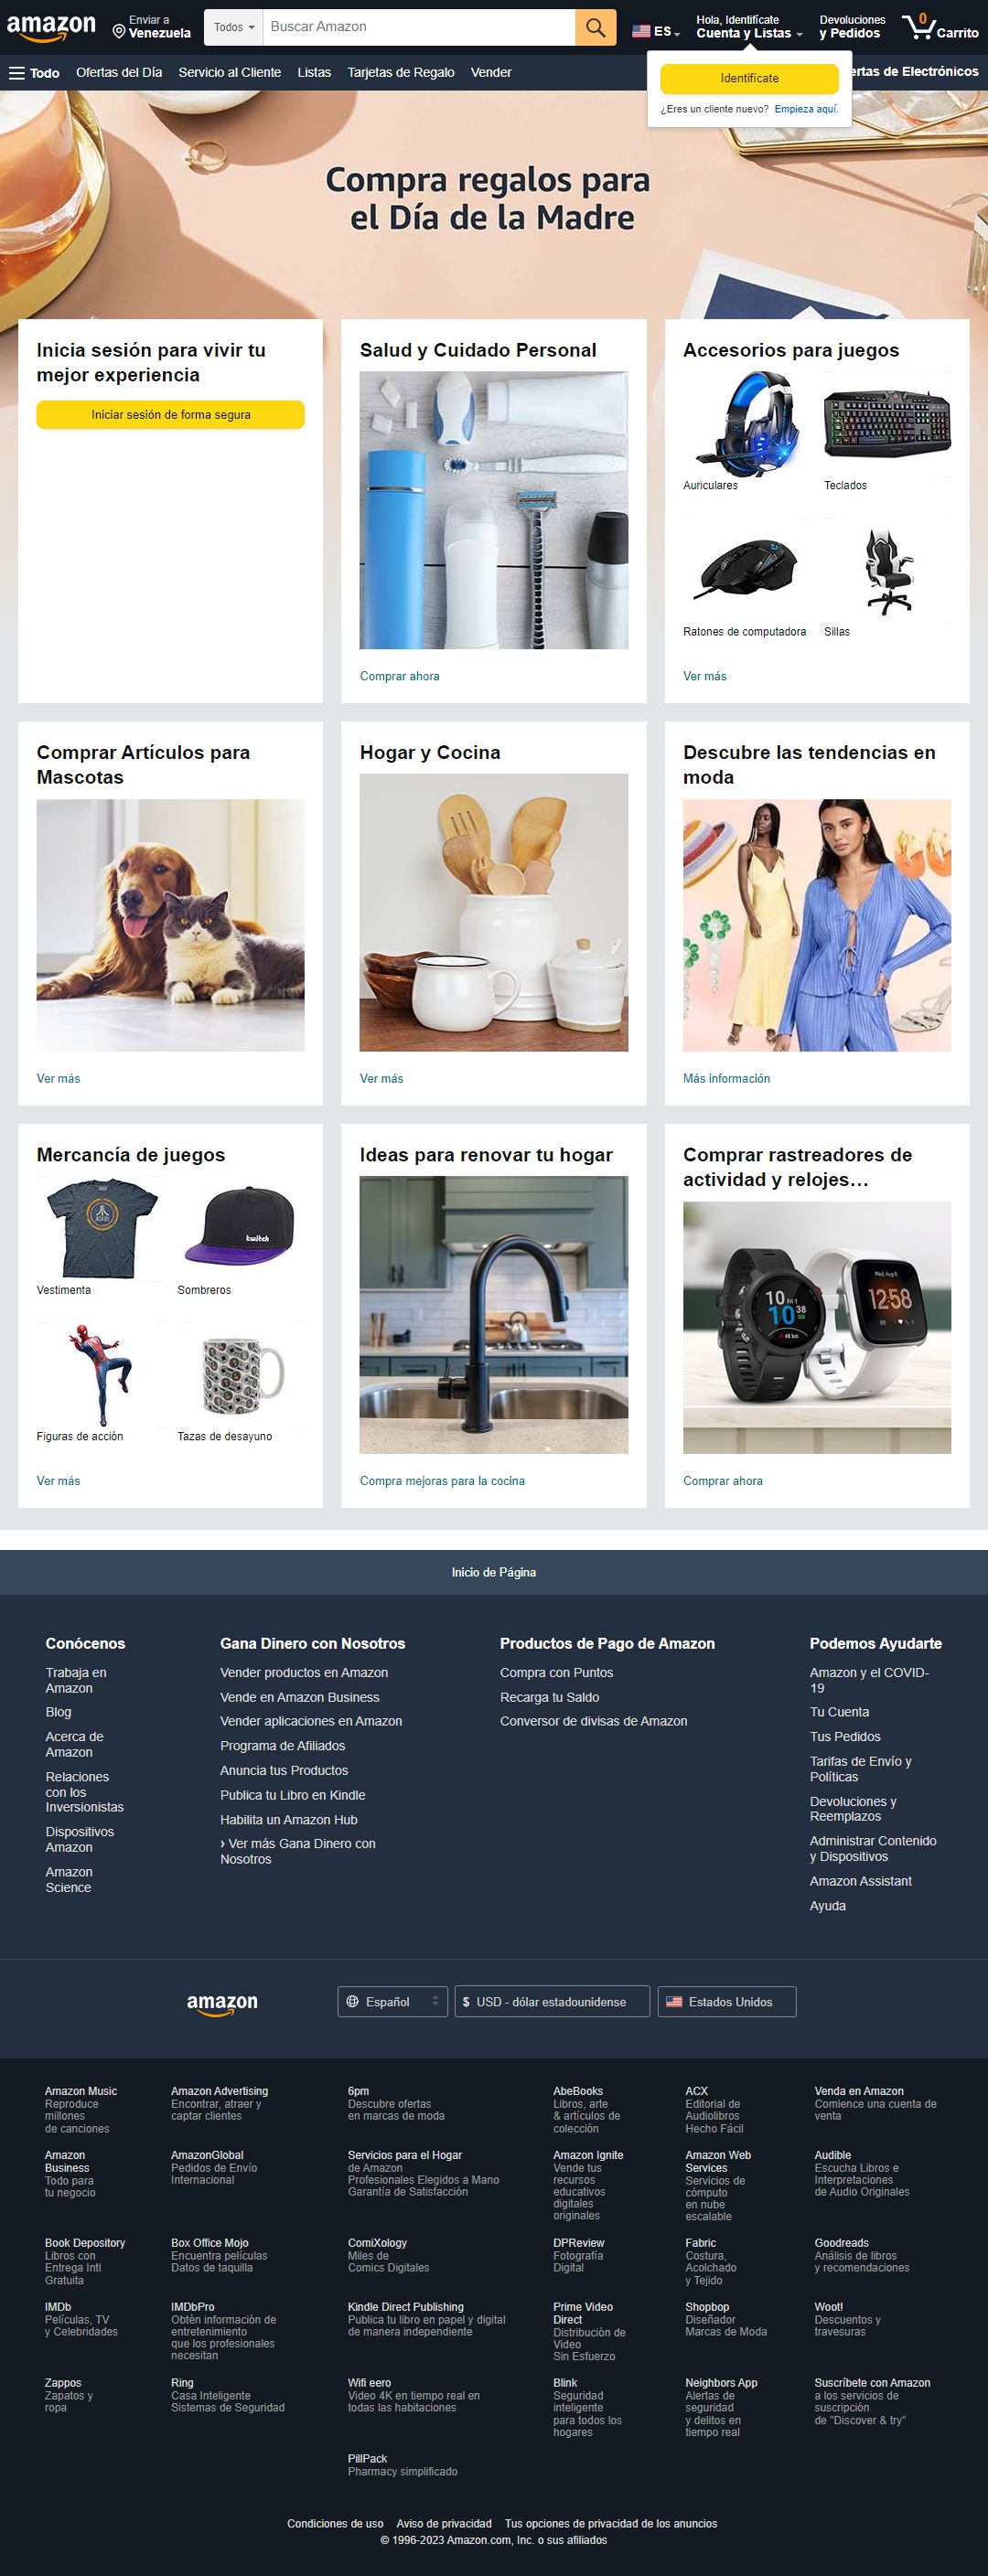 amazon
Enviar a
Venezuela
Todos
Buscar Amazon
ES
Hola, Identifícate
Cuenta y Listas
Devoluciones
y Pedidos
0
Carrito
Todo
Ofertas del Día
Servicio al Cliente
Listas
Tarjetas de Regalo
Vender
ertas de Electrónicos
Identifícate
¿Eres un cliente nuevo? Empieza aquí.
Compra regalos para
el Día de la Madre
Inicia sesión para vivir tu
mejor experiencia
Iniciar sesión de forma segura
Salud y Cuidado Personal
Comprar ahora
Accesorios para juegos
Auriculares
Teclados
Ratones de computadora
Sillas
Ver más
Comprar Artículos para
Mascotas
Ver más
Hogar y Cocina
Ver más
Descubre las tendencias en
moda
Más información
Mercancía de juegos
ATARI
twitch
Vestimenta
Sombreros
Figuras de acción
Tazas de desayuno
Ver más
Ideas para renovar tu hogar
Compra mejoras para la cocina
Comprar rastreadores de
actividad y relojes…
Fri 1
10
10 38
48 km
Wed, Aug 8
12:58
Comprar ahora
Inicio de Página
Conócenos
Trabaja en
Amazon
Blog
Acerca de
Amazon
Relaciones
con los
Inversionistas
Dispositivos
Amazon
Amazon
Science
Gana Dinero con Nosotros
Vender productos en Amazon
Vende en Amazon Business
Vender aplicaciones en Amazon
Programa de Afiliados
Anuncia tus Productos
Publica tu Libro en Kindle
Habilita un Amazon Hub
› Ver más Gana Dinero con
Nosotros
Productos de Pago de Amazon
Compra con Puntos
Recarga tu Saldo
Conversor de divisas de Amazon
Podemos Ayudarte
Amazon y el COVID-
19
Tu Cuenta
Tus Pedidos
Tarifas de Envío y
Políticas
Devoluciones y
Reemplazos
Administrar Contenido
y Dispositivos
Amazon Assistant
Ayuda
amazon
Español
$ USD - dólar estadounidense
Estados Unidos
Amazon Music
Reproduce
millones
de canciones
Amazon Advertising
Encontrar, atraer y
captar clientes
6pm
Descubre ofertas
en marcas de moda
AbeBooks
Libros, arte
& artículos de
colección
ACX
Editorial de
Audiolibros
Hecho Fácil
Venda en Amazon
Comience una cuenta de
venta
Amazon
Business
Todo para
tu negocio
AmazonGlobal
Pedidos de Envío
Internacional
Servicios para el Hogar
de Amazon
Profesionales Elegidos a Mano
Garantía de Satisfacción
Amazon Ignite
Vende tus
recursos
educativos
digitales
originales
Amazon Web
Services
Servicios de
cómputo
en nube
escalable
Audible
Escucha Libros e
Interpretaciones
de Audio Originales
Book Depository
Libros con
Entrega Intl
Gratuita
Box Office Mojo
Encuentra películas
Datos de taquilla
ComiXology
Miles de
Comics Digitales
DPReview
Fotografía
Digital
Fabric
Costura,
Acolchado
y Tejido
Goodreads
Análisis de libros
y recomendaciones
IMDb
Películas, TV
y Celebridades
IMDbPro
Obtén información de
entretenimiento
que los profesionales
necesitan
Kindle Direct Publishing
Publica tu libro en papel y digital
de manera independiente
Prime Video
Direct
Distribución de
Video
Sin Esfuerzo
Shopbop
Diseñador
Marcas de Moda
Woot!
Descuentos y
travesuras
Zappos
Zapatos y
ropa
Ring
Casa Inteligente
Sistemas de Seguridad
Wifi eero
Video 4K en tiempo real en
todas las habitaciones
Blink
Seguridad
inteligente
para todos los
hogares
Neighbors App
Alertas de
seguridad
y delitos en
tiempo real
Suscríbete con Amazon
a los servicios de
suscripción
de "Discover & try"
PillPack
Pharmacy simplificado
Condiciones de uso
Aviso de privacidad
Tus opciones de privacidad de los anuncios
© 1996-2023 Amazon.com, Inc. o sus afiliados